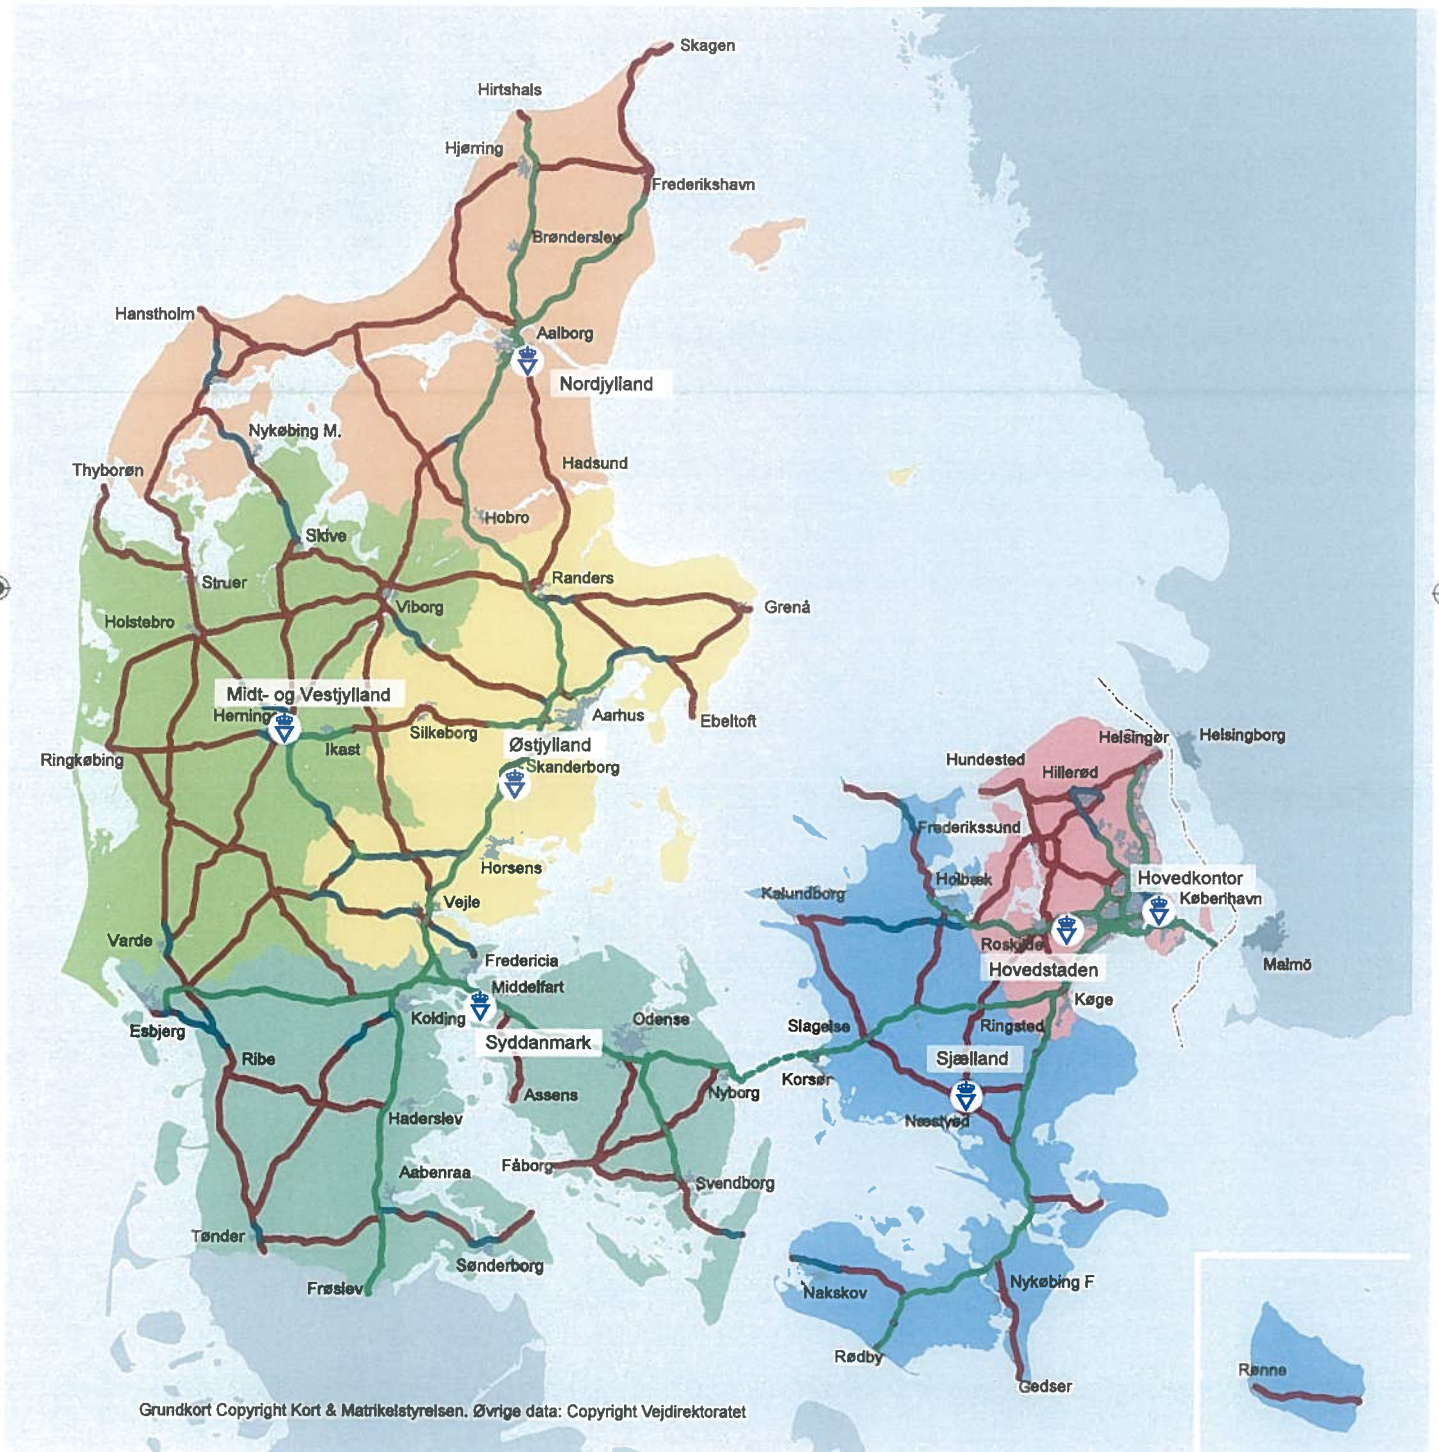 Skagen
Hirtshals
Hjørring
Frederikshavn
Brønderslev
Hanstholm
Aalborg
Nordjylland
Nykøbing M.
Hadsund
Thyborøn
Hobro
Skive
Struer
Randers
Viborg
Grenå
Holstebro
Midt- og Vestjylland
Herning
Aarhus
Ebeltoft
Silkeborg
Ikast
Østjylland
Ringkøbing
Skanderborg
Helsingør
Helsingborg
Hundested
Hillerød
Frederikssund
Horsens
Holbæk
Hovedkontor
Kalundborg
København
Vejle
Varde
Roskilde
Fredericia
Hovedstaden
Malmö
Middelfart
Køge
Esbjerg
Kolding
Odense
Slagelse
Ringsted
Syddanmark
Ribe
Sjælland
Korsør
Assens
Nyborg
Haderslev
Næstved
Aabenraa
Fåborg
Svendborg
Tønder
Sønderborg
Frøslev
Nakskov
Nykøbing F
Rødby
Gedser
Rønne
Grundkort Copyright Kort & Matrikelstyrelsen. Øvrige data: Copyright Vejdirektoratet